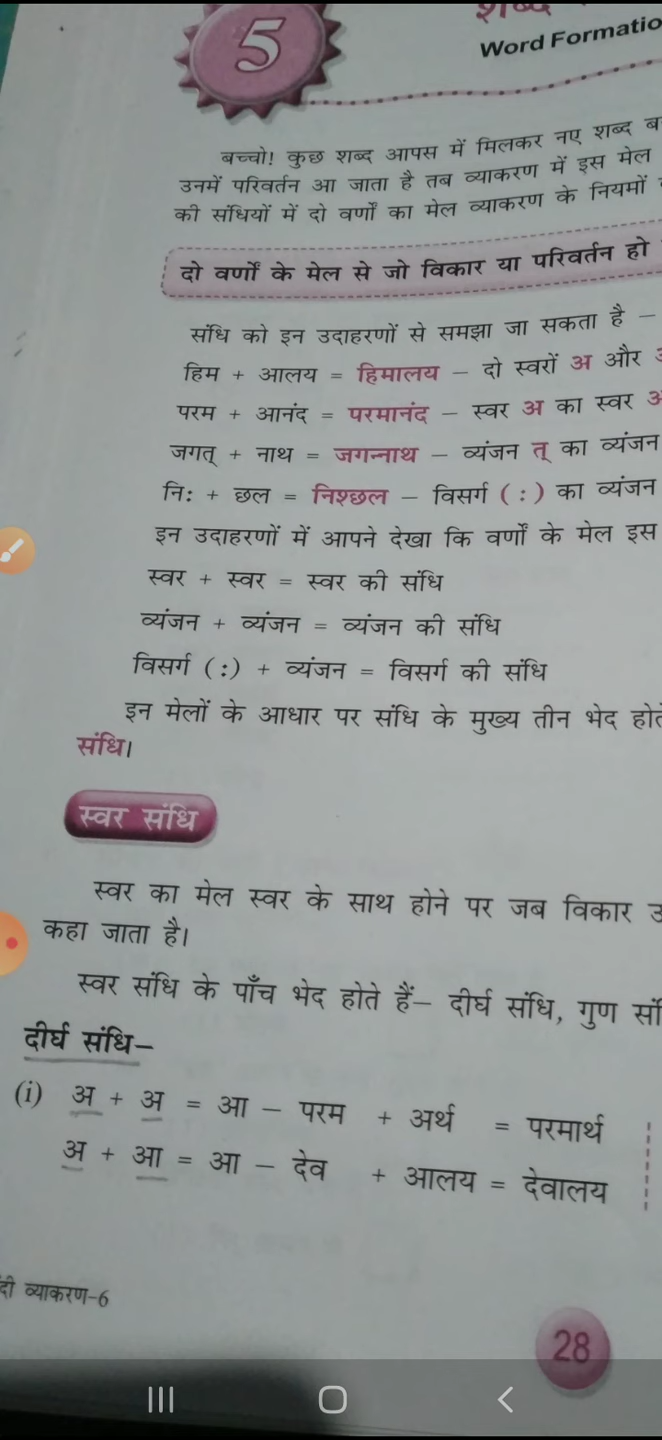 5
शब्द
Word Formatio
बच्चो! कुछ शब्द आपस में मिलकर नए शब्द ब
उनमें परिवर्तन आ जाता है तब व्याकरण में इस मेल
की संधियों में दो वर्णों का मेल व्याकरण के नियमों
दो वर्णों के मेल से जो विकार या परिवर्तन हो
संधि को इन उदाहरणों से समझा जा सकता है –
हिम + आलय = हिमालय – दो स्वरों अ और
परम + आनंद = परमानंद – स्वर अ का स्वर
जगत् + नाथ = जगन्नाथ – व्यंजन त् का व्यंजन
निः + छल = निश्छल – विसर्ग (:) का व्यंजन
इन उदाहरणों में आपने देखा कि वर्णों के मेल इस
स्वर + स्वर = स्वर की संधि
व्यंजन + व्यंजन = व्यंजन की संधि
विसर्ग (:) + व्यंजन = विसर्ग की संधि
इन मेलों के आधार पर संधि के मुख्य तीन भेद होते
संधि।
स्वर संधि
स्वर का मेल स्वर के साथ होने पर जब विकार
कहा जाता है।
स्वर संधि के पाँच भेद होते हैं– दीर्घ संधि, गुण सं
दीर्घ संधि–
(i) अ + अ = आ – परम + अर्थ = परमार्थ
अ + आ = आ – देव + आलय = देवालय
दी व्याकरण-6
28